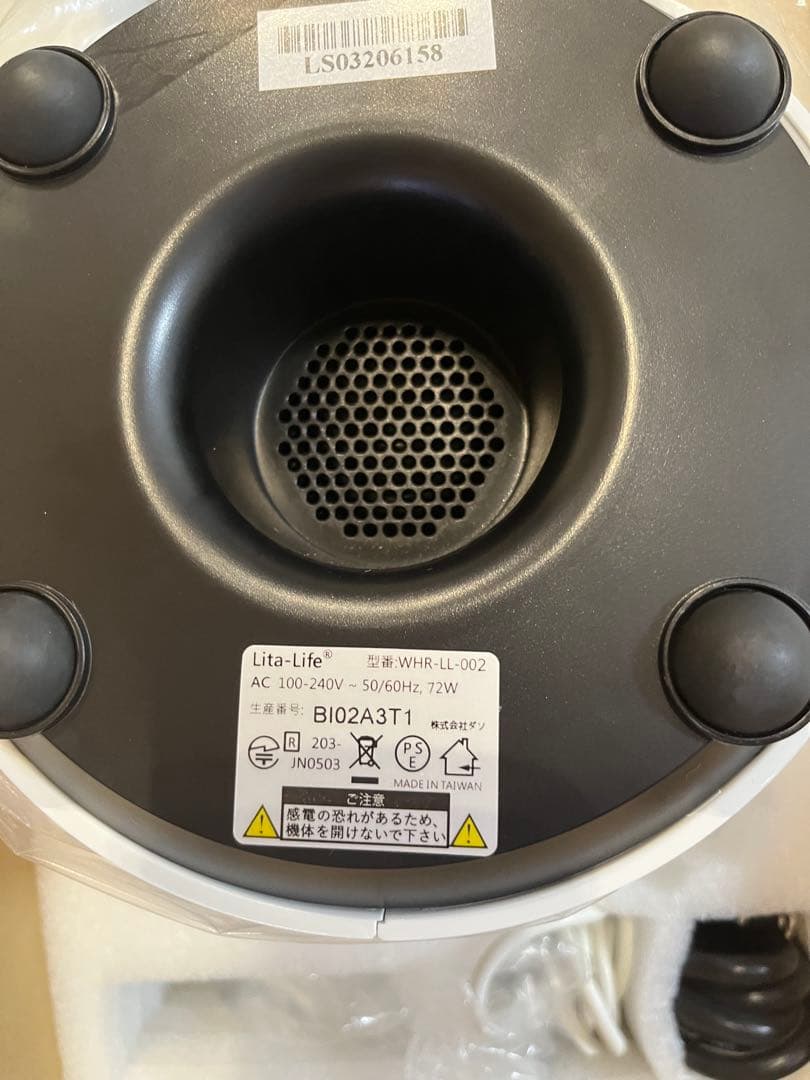 LS03206158
Lita-Life® 型番:WHR-LL-002
AC 100-240V ~ 50/60Hz, 72W
生産番号: BI02A3T1 株式会社ダソ
R 203-
JN0503
PS
E
MADE IN TAIWAN
ご注意
感電の恐れがあるため、
機体を開けないで下さい